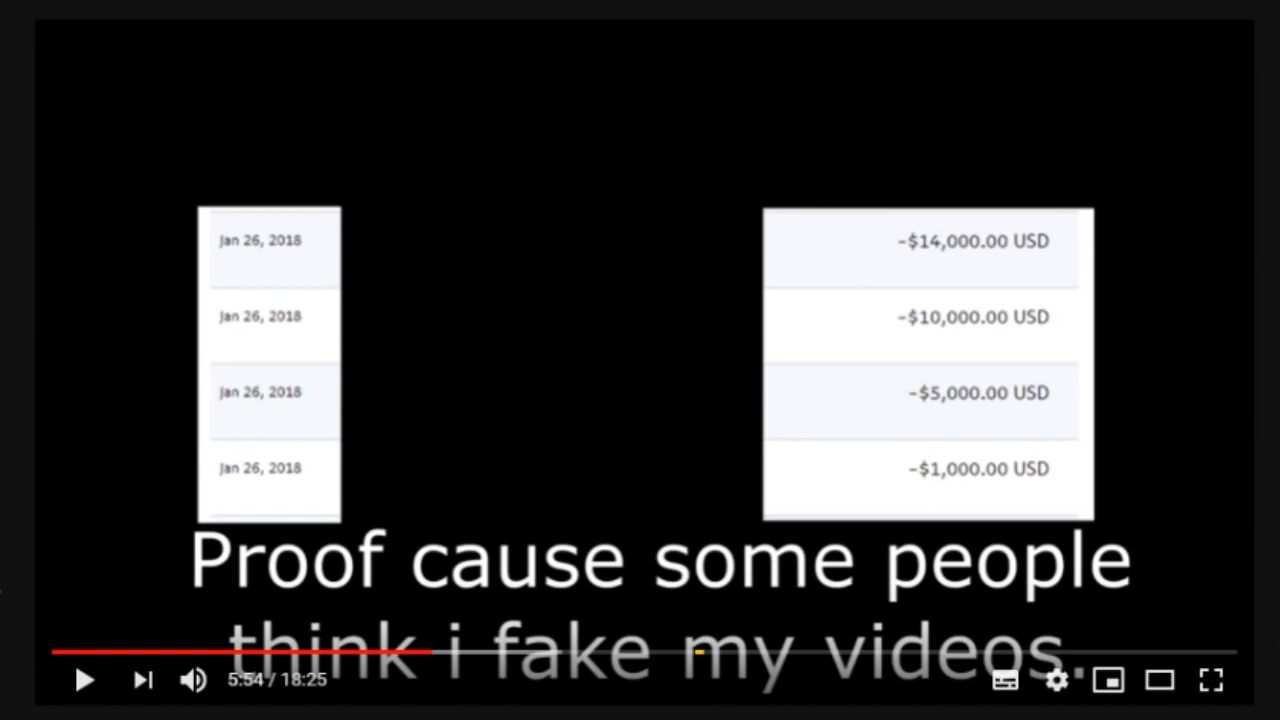 Jan 26, 2018 -$14,000.00 USD
Jan 26, 2018 -$10,000.00 USD
Jan 26, 2018 -$5,000.00 USD
Jan 26, 2018 -$1,000.00 USD
Proof cause some people
think i fake my videos.
5:54 / 18:25